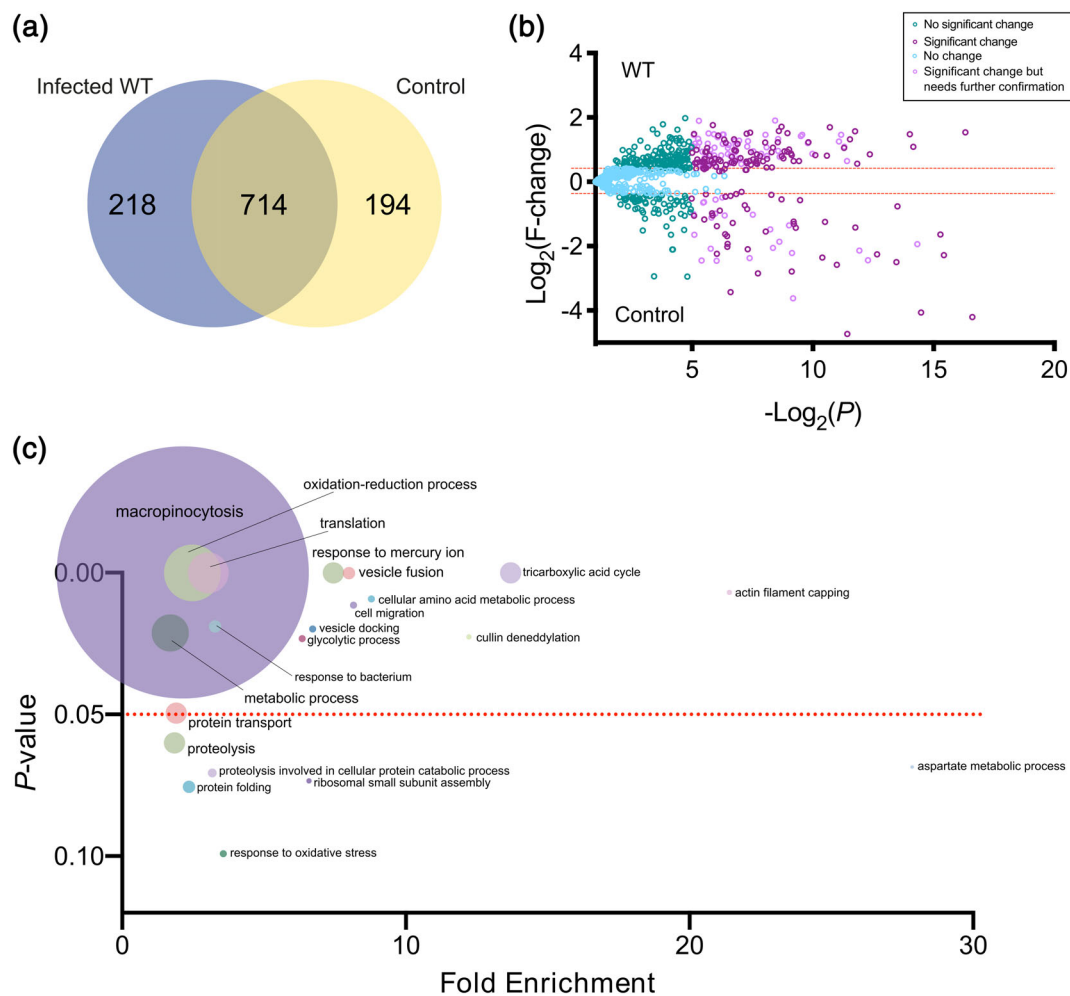 (a)
Infected WT
Control
218
714
194
(b)
No significant change
Significant change
No change
Significant change but
needs further confirmation
WT
Control
4
2
0
-2
-4
Log2(F-change)
5
10
15
20
-Log2(P)
(c)
oxidation-reduction process
macropinocytosis
translation
response to mercury ion
vesicle fusion
tricarboxylic acid cycle
actin filament capping
cellular amino acid metabolic process
cell migration
vesicle docking
glycolytic process
cullin deneddylation
response to bacterium
metabolic process
protein transport
proteolysis
proteolysis involved in cellular protein catabolic process
ribosomal small subunit assembly
protein folding
aspartate metabolic process
response to oxidative stress
0.00
0.05
0.10
P-value
0
10
20
30
Fold Enrichment